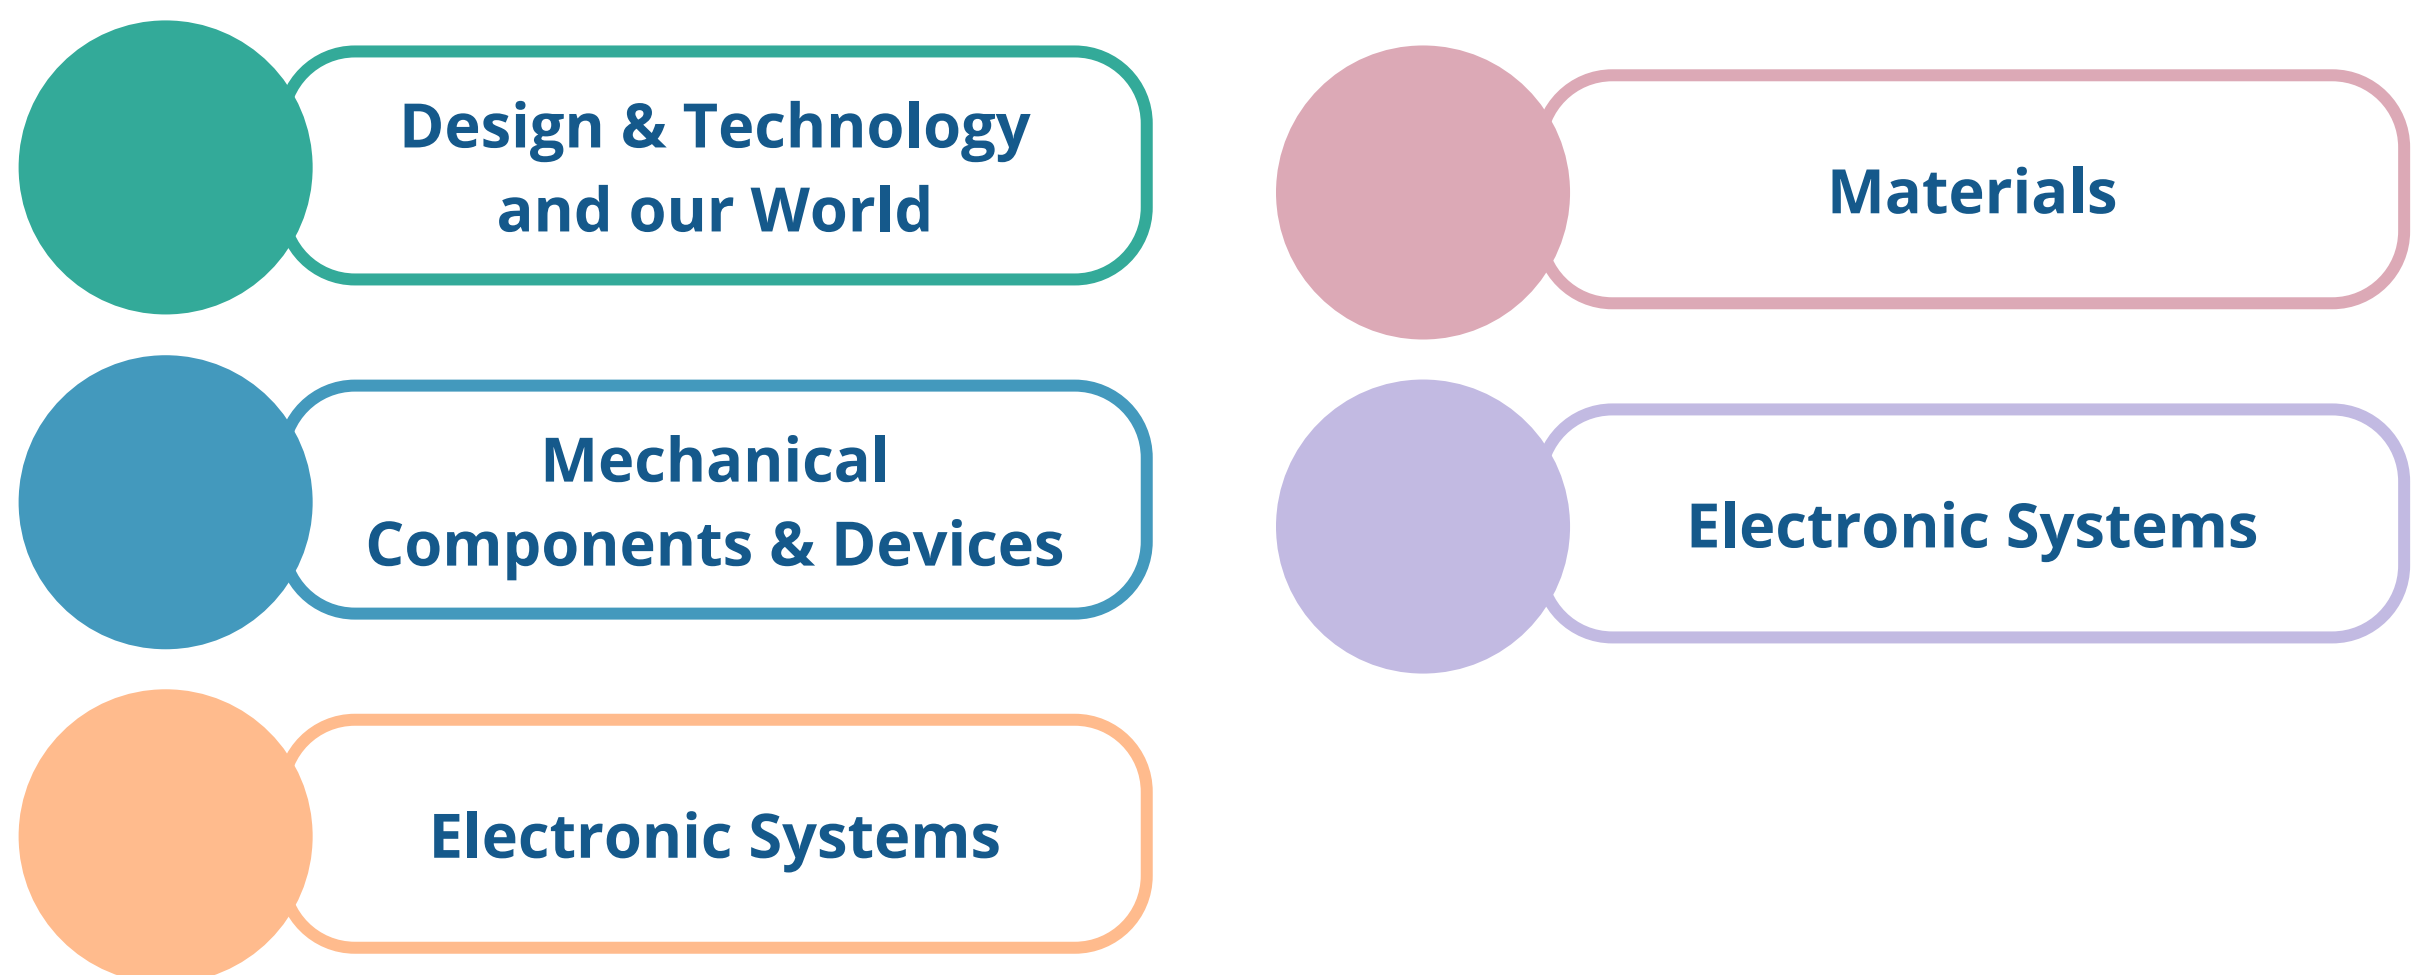 Design & Technology
and our World
Mechanical
Components & Devices
Electronic Systems
Materials
Electronic Systems